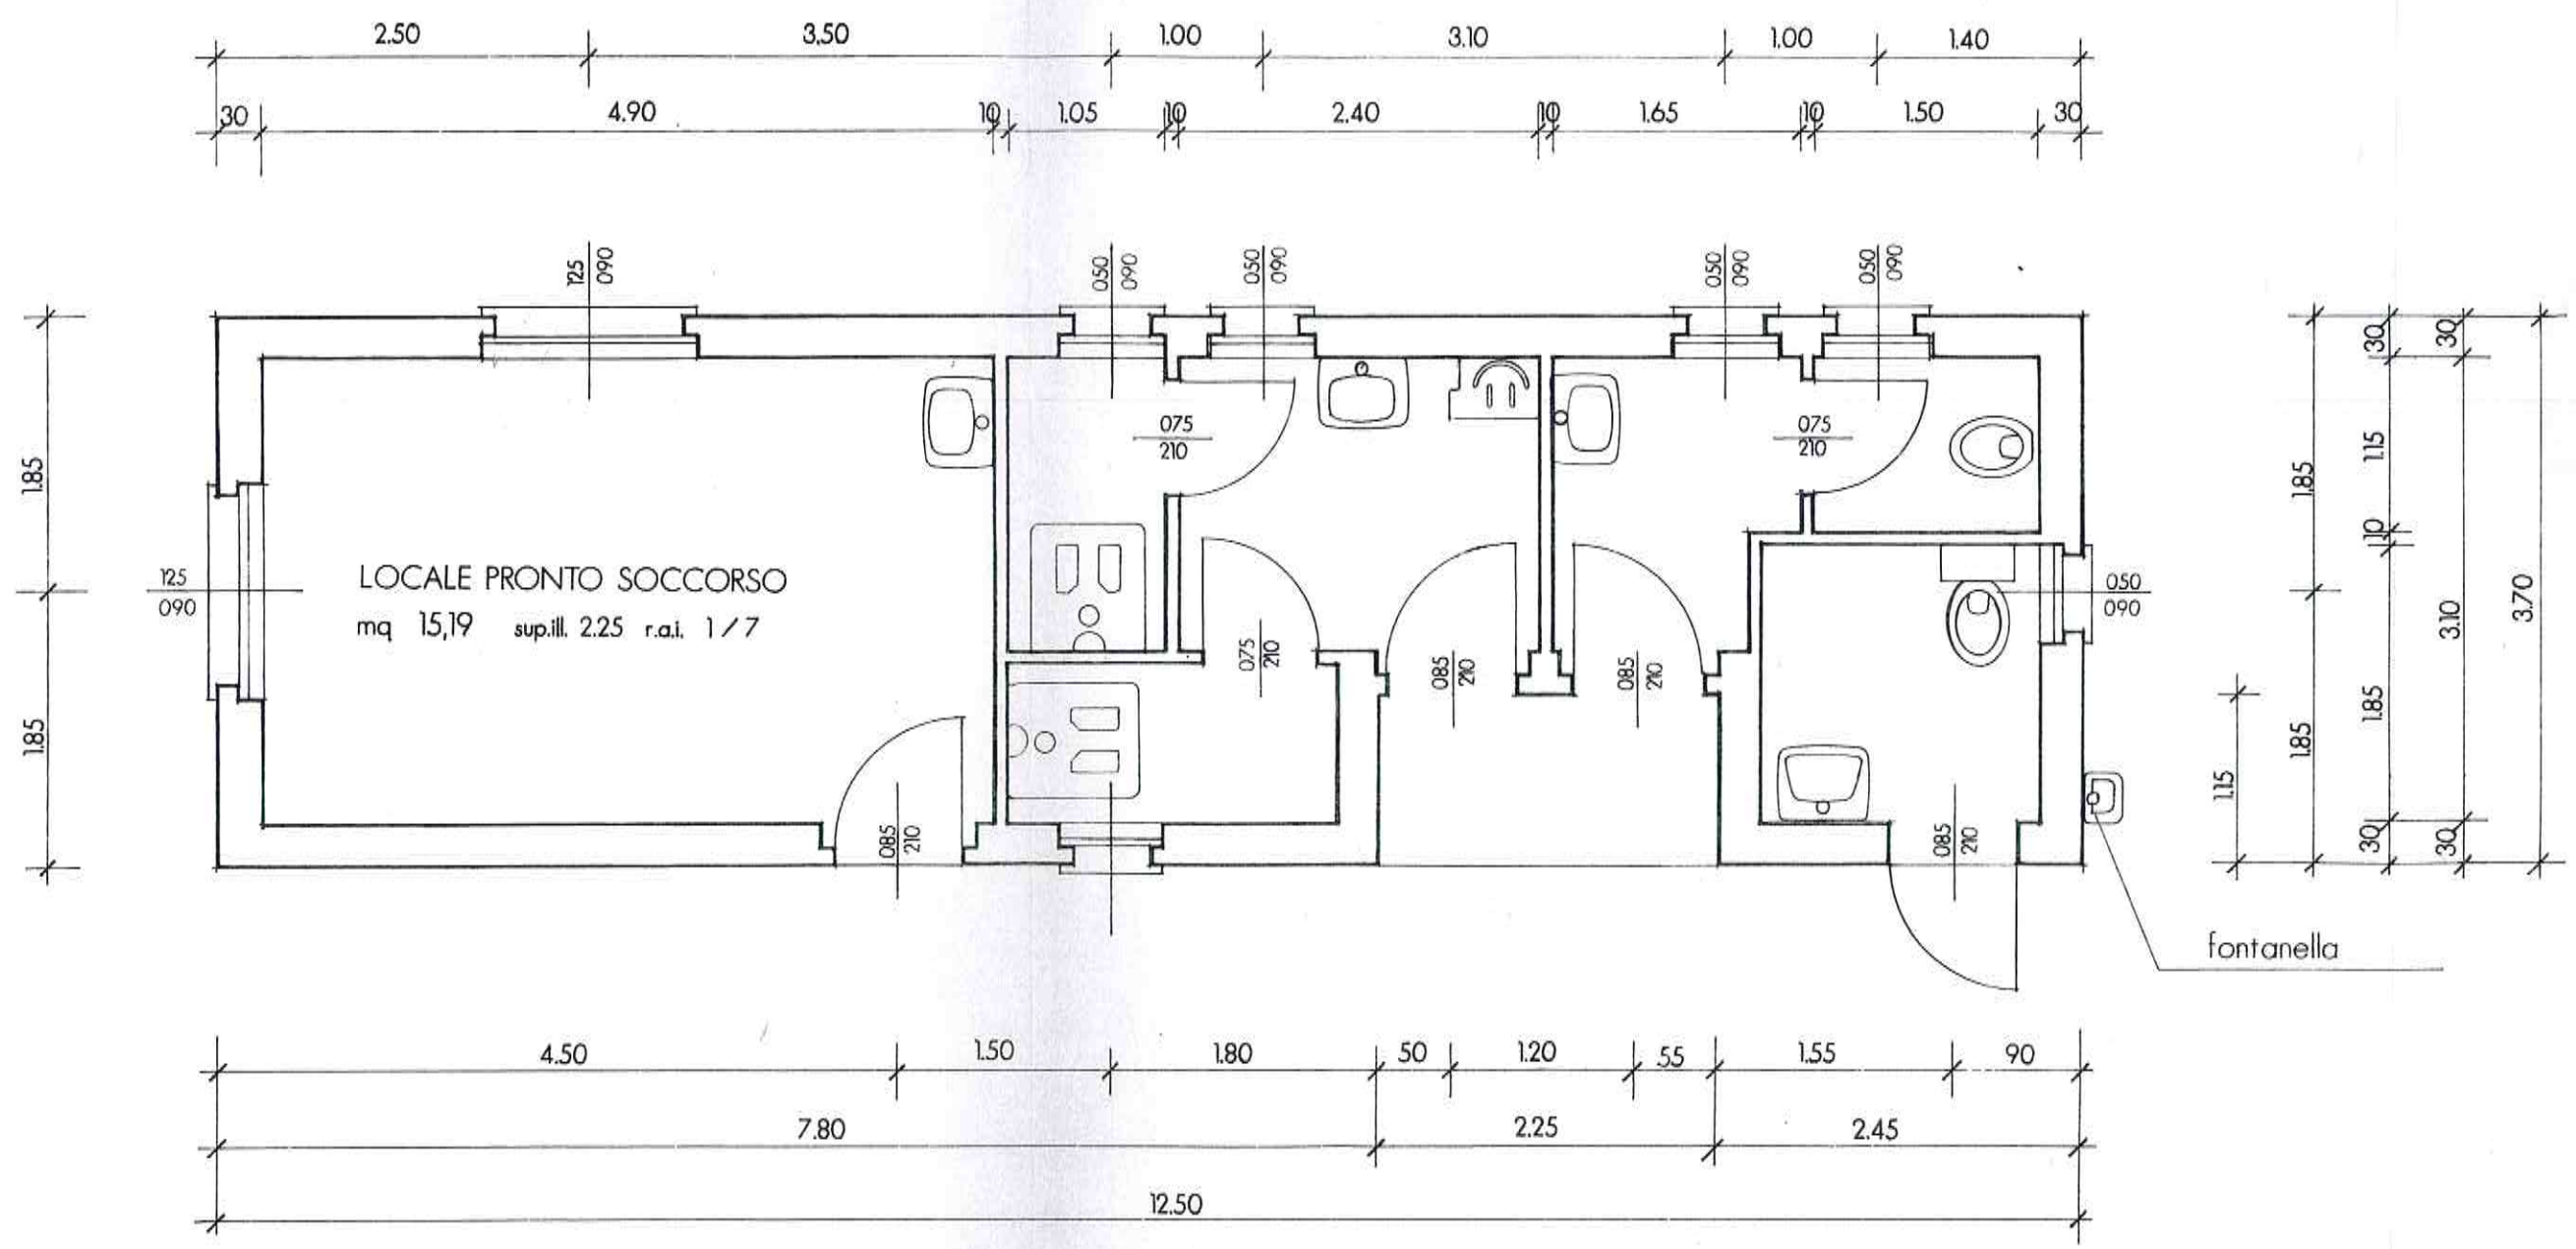 2.50 3.50 1.00 3.10 1.00 1.40
30 4.90 10 1.05 10 2.40 10 1.65 10 1.50 30
125 090 050 090 050 090 050 090 050 090
30 30
075 210 075 210
1.85 1.85 1.15
125 090
LOCALE PRONTO SOCCORSO
mq 15,19 sup.ill. 2.25 r.a.i. 1/7
10
050 090
3.10 3.70
075 210 085 210 085 210
1.85 1.85 1.85 1.15
085 210 085 210
30 30
fontanella
4.50 1.50 1.80 50 1.20 55 1.55 90
7.80 2.25 2.45
12.50